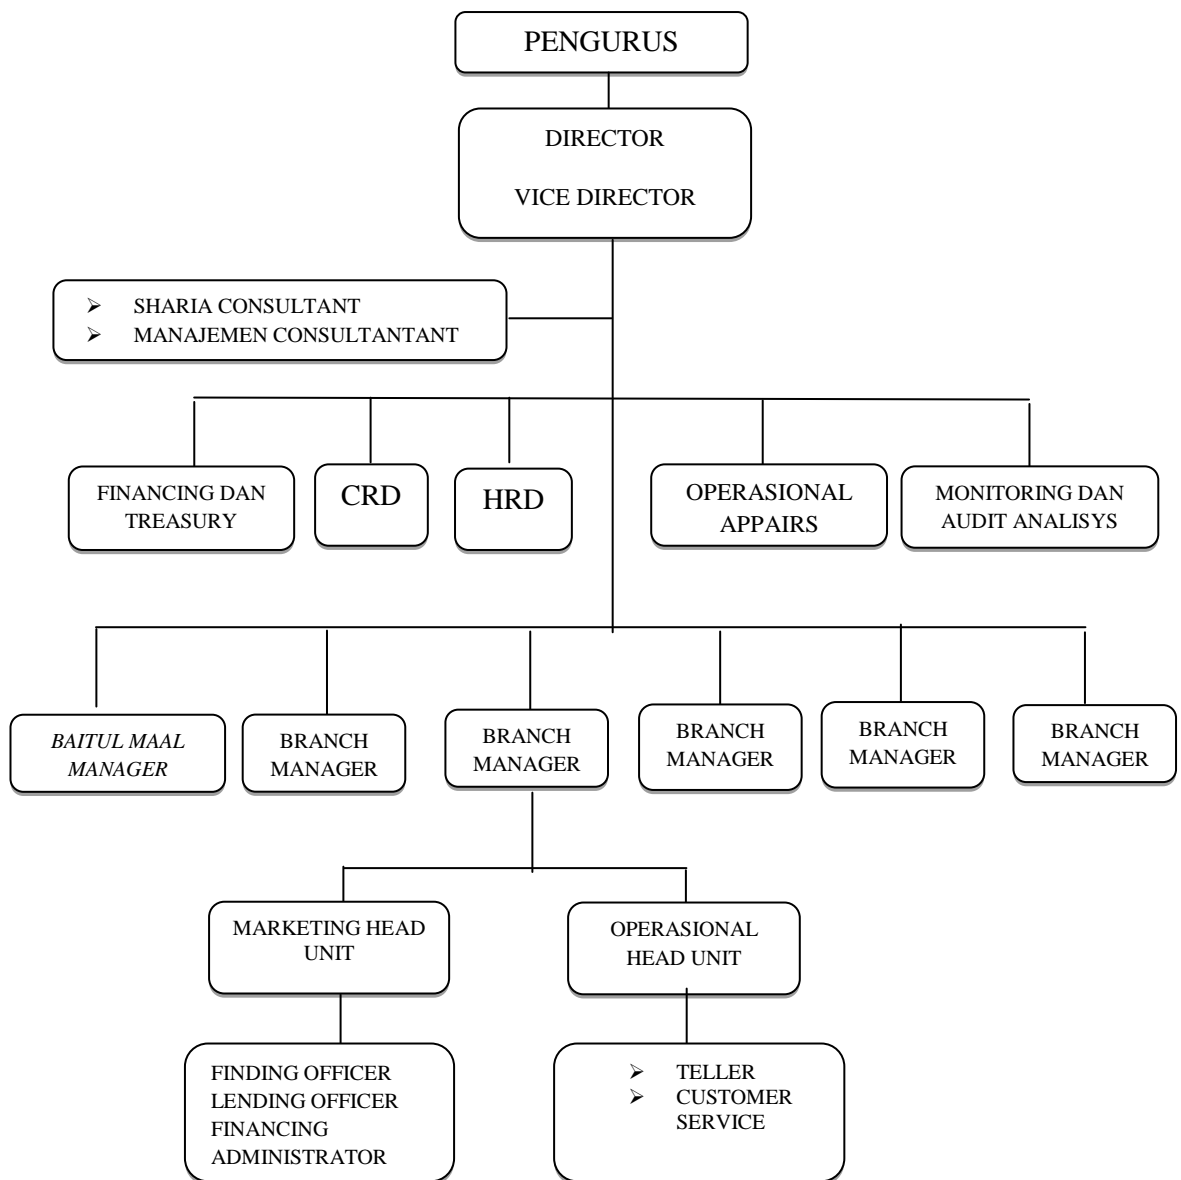 PENGURUS
DIRECTOR
VICE DIRECTOR
➢ SHARIA CONSULTANT
➢ MANAJEMEN CONSULTANTANT
FINANCING DAN
TREASURY
CRD
HRD
OPERASIONAL
APPAIRS
MONITORING DAN
AUDIT ANALISYS
BAITUL MAAL
MANAGER
BRANCH
MANAGER
BRANCH
MANAGER
BRANCH
MANAGER
BRANCH
MANAGER
BRANCH
MANAGER
MARKETING HEAD
UNIT
OPERASIONAL
HEAD UNIT
FINDING OFFICER
LENDING OFFICER
FINANCING
ADMINISTRATOR
➢ TELLER
➢ CUSTOMER
SERVICE